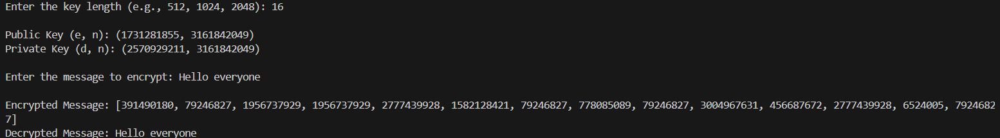 Enter the key length (e.g., 512, 1024, 2048): 16
Public Key (e, n): (1731281855, 3161842049)
Private Key (d, n): (2570929211, 3161842049)
Enter the message to encrypt: Hello everyone
Encrypted Message: [391490180, 79246827, 1956737929, 1956737929, 2777439928, 1582128421, 79246827, 778085089, 79246827, 3004967631, 456687672, 2777439928, 6524005, 7924682
7]
Decrypted Message: Hello everyone